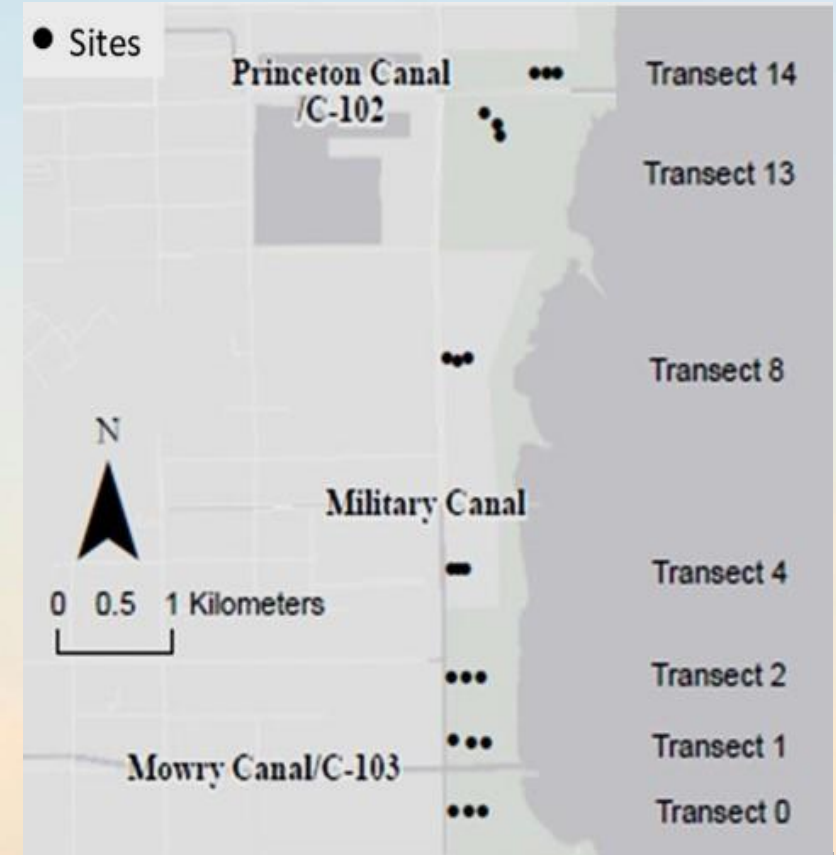 Sites
Princeton Canal
/C-102
Transect 14
Transect 13
Transect 8
N
Military Canal
Transect 4
0 0.5 1 Kilometers
Transect 2
Transect 1
Mowry Canal/C-103
Transect 0